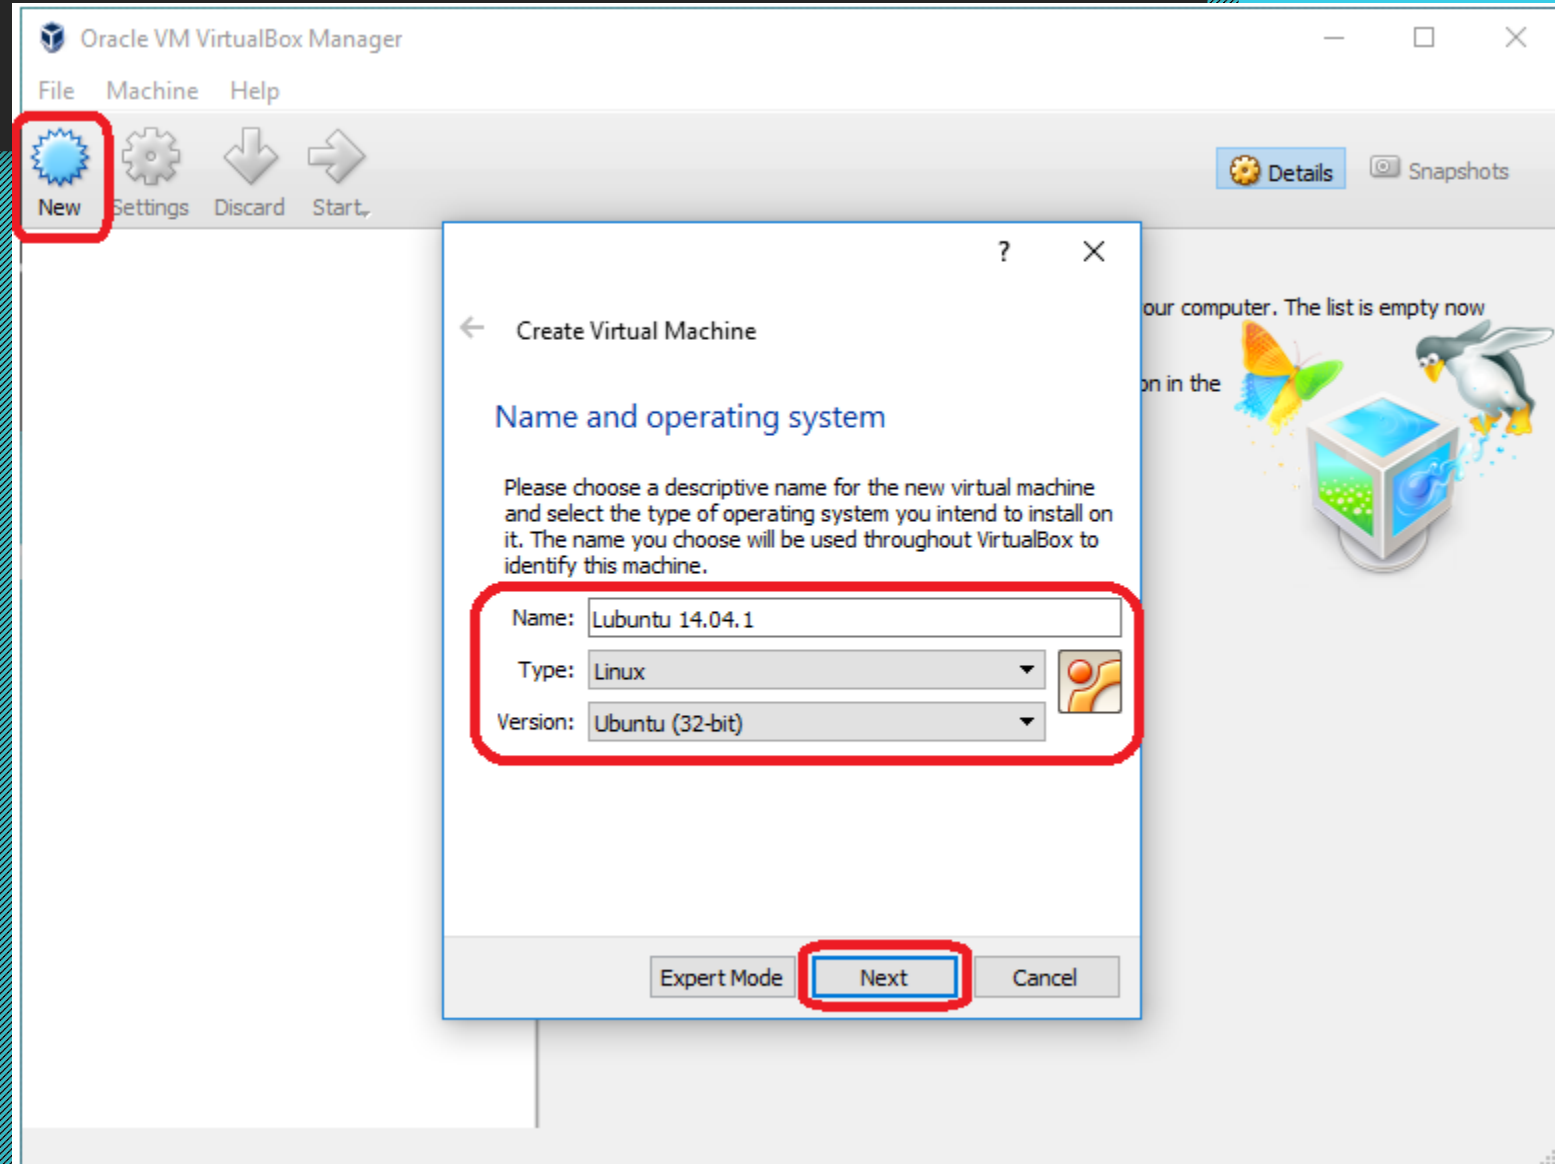 Oracle VM VirtualBox Manager
File Machine Help
New Settings Discard Start
Details Snapshots
our computer. The list is empty now
on in the
?
Create Virtual Machine
Name and operating system
Please choose a descriptive name for the new virtual machine
and select the type of operating system you intend to install on
it. The name you choose will be used throughout VirtualBox to
identify this machine.
Name: Lubuntu 14.04.1
Type: Linux
Version: Ubuntu (32-bit)
Expert Mode Next Cancel